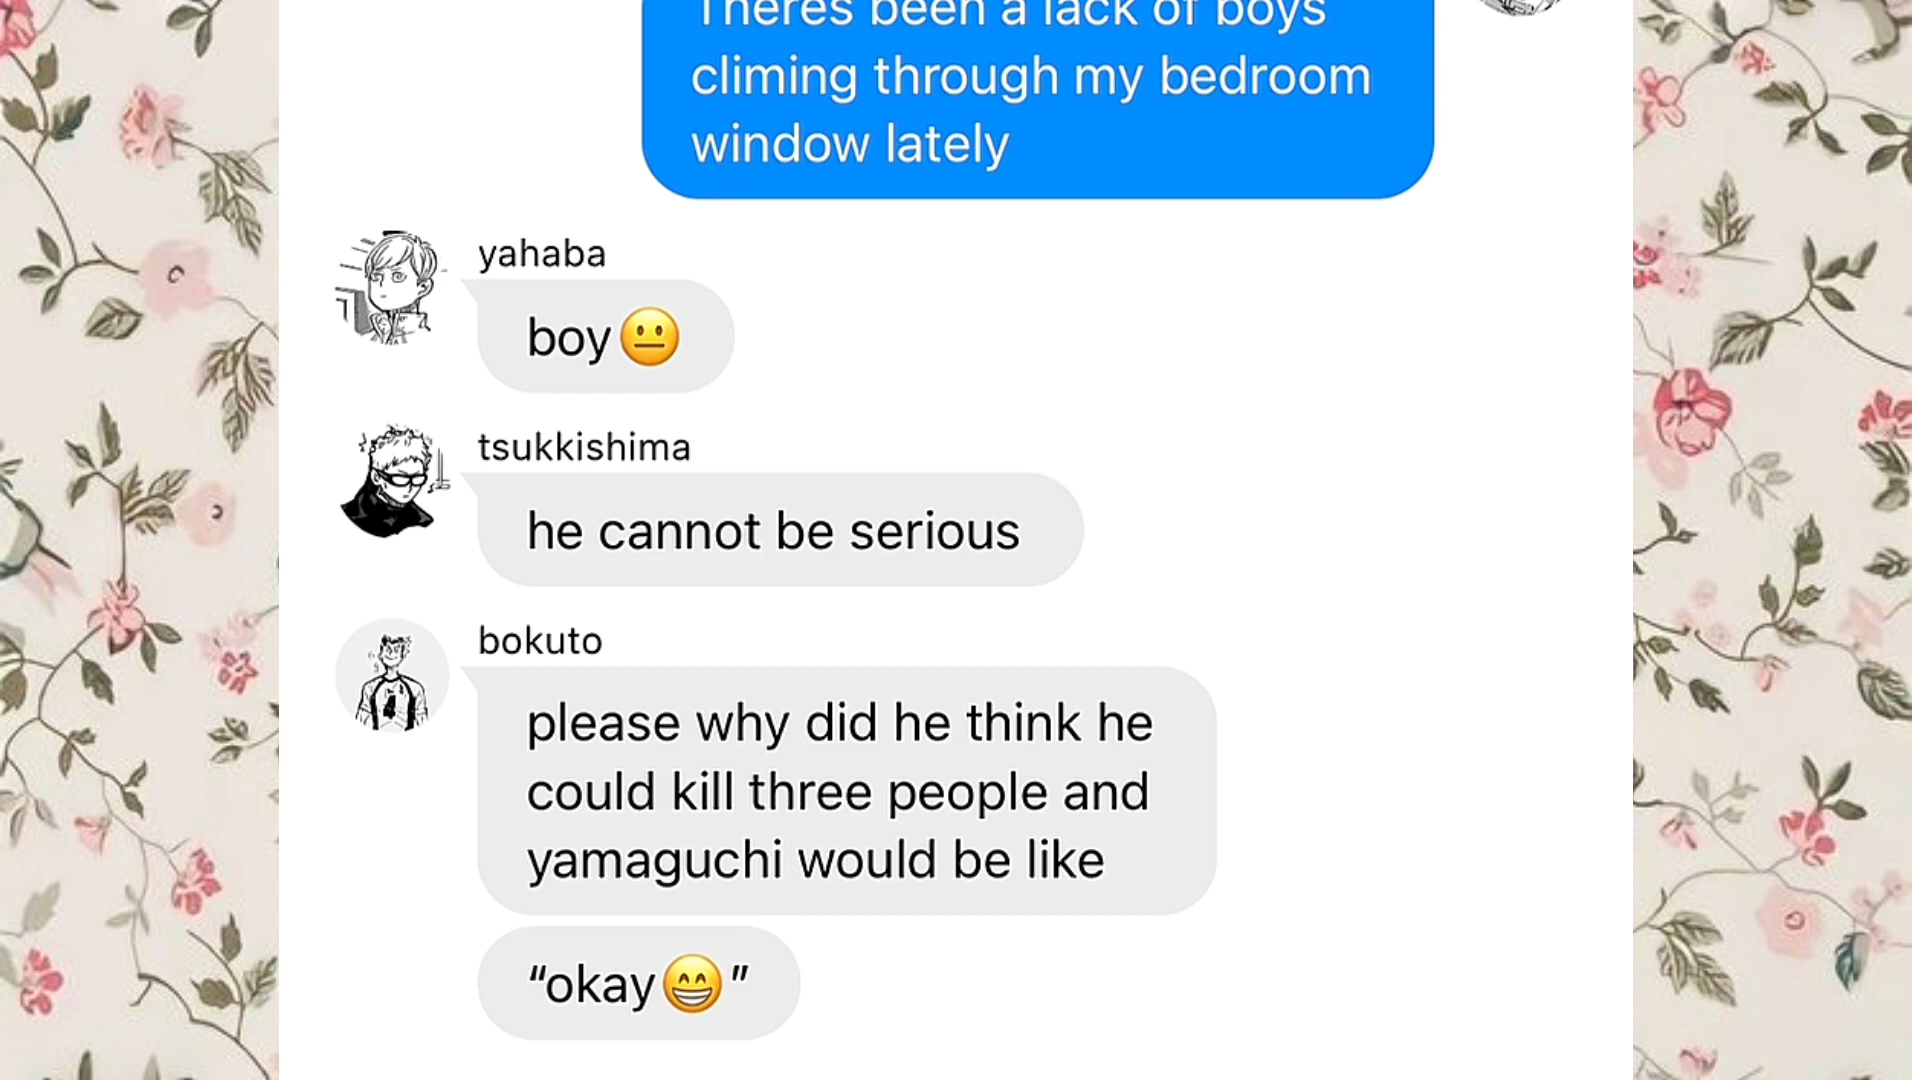 Theres been a lack of boys
climing through my bedroom
window lately
yahaba
boy😐
tsukkishima
he cannot be serious
bokuto
please why did he think he
could kill three people and
yamaguchi would be like
“okay😁”